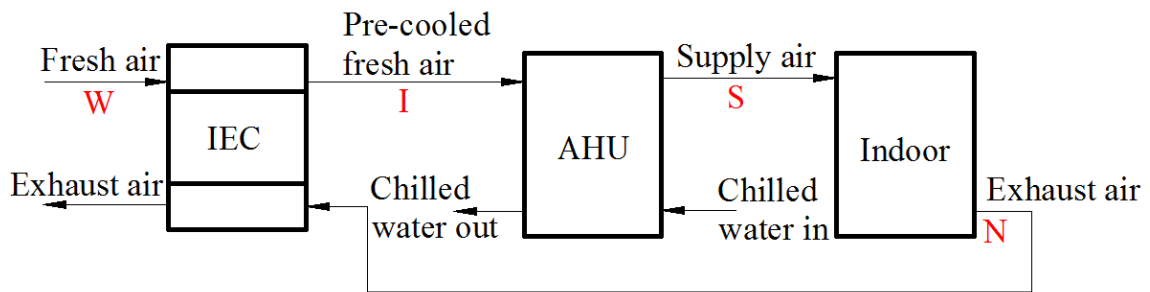 Fresh air
W
Exhaust air
IEC
Pre-cooled
fresh air
I
Chilled
water out
AHU
Supply air
S
Chilled
water in
Indoor
Exhaust air
N